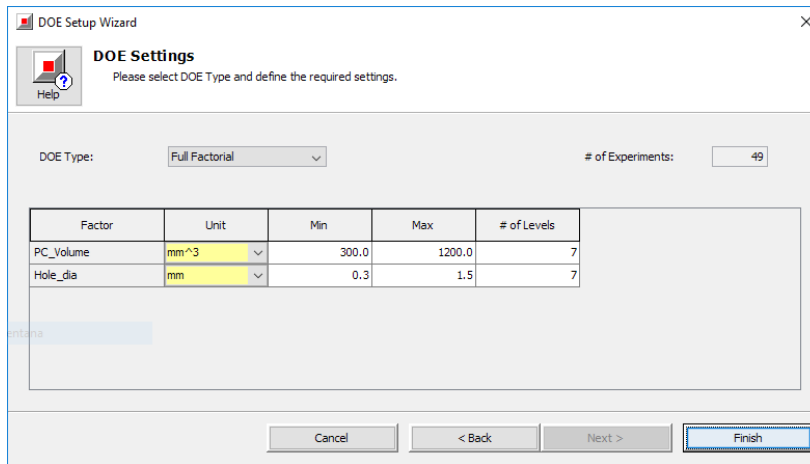 DOE Setup Wizard
DOE Settings
Please select DOE Type and define the required settings.
Help
DOE Type: Full Factorial # of Experiments: 49
Factor Unit Min Max # of Levels
PC_Volume mm^3 300.0 1200.0 7
Hole_dia mm 0.3 1.5 7
entana
Cancel < Back Next > Finish